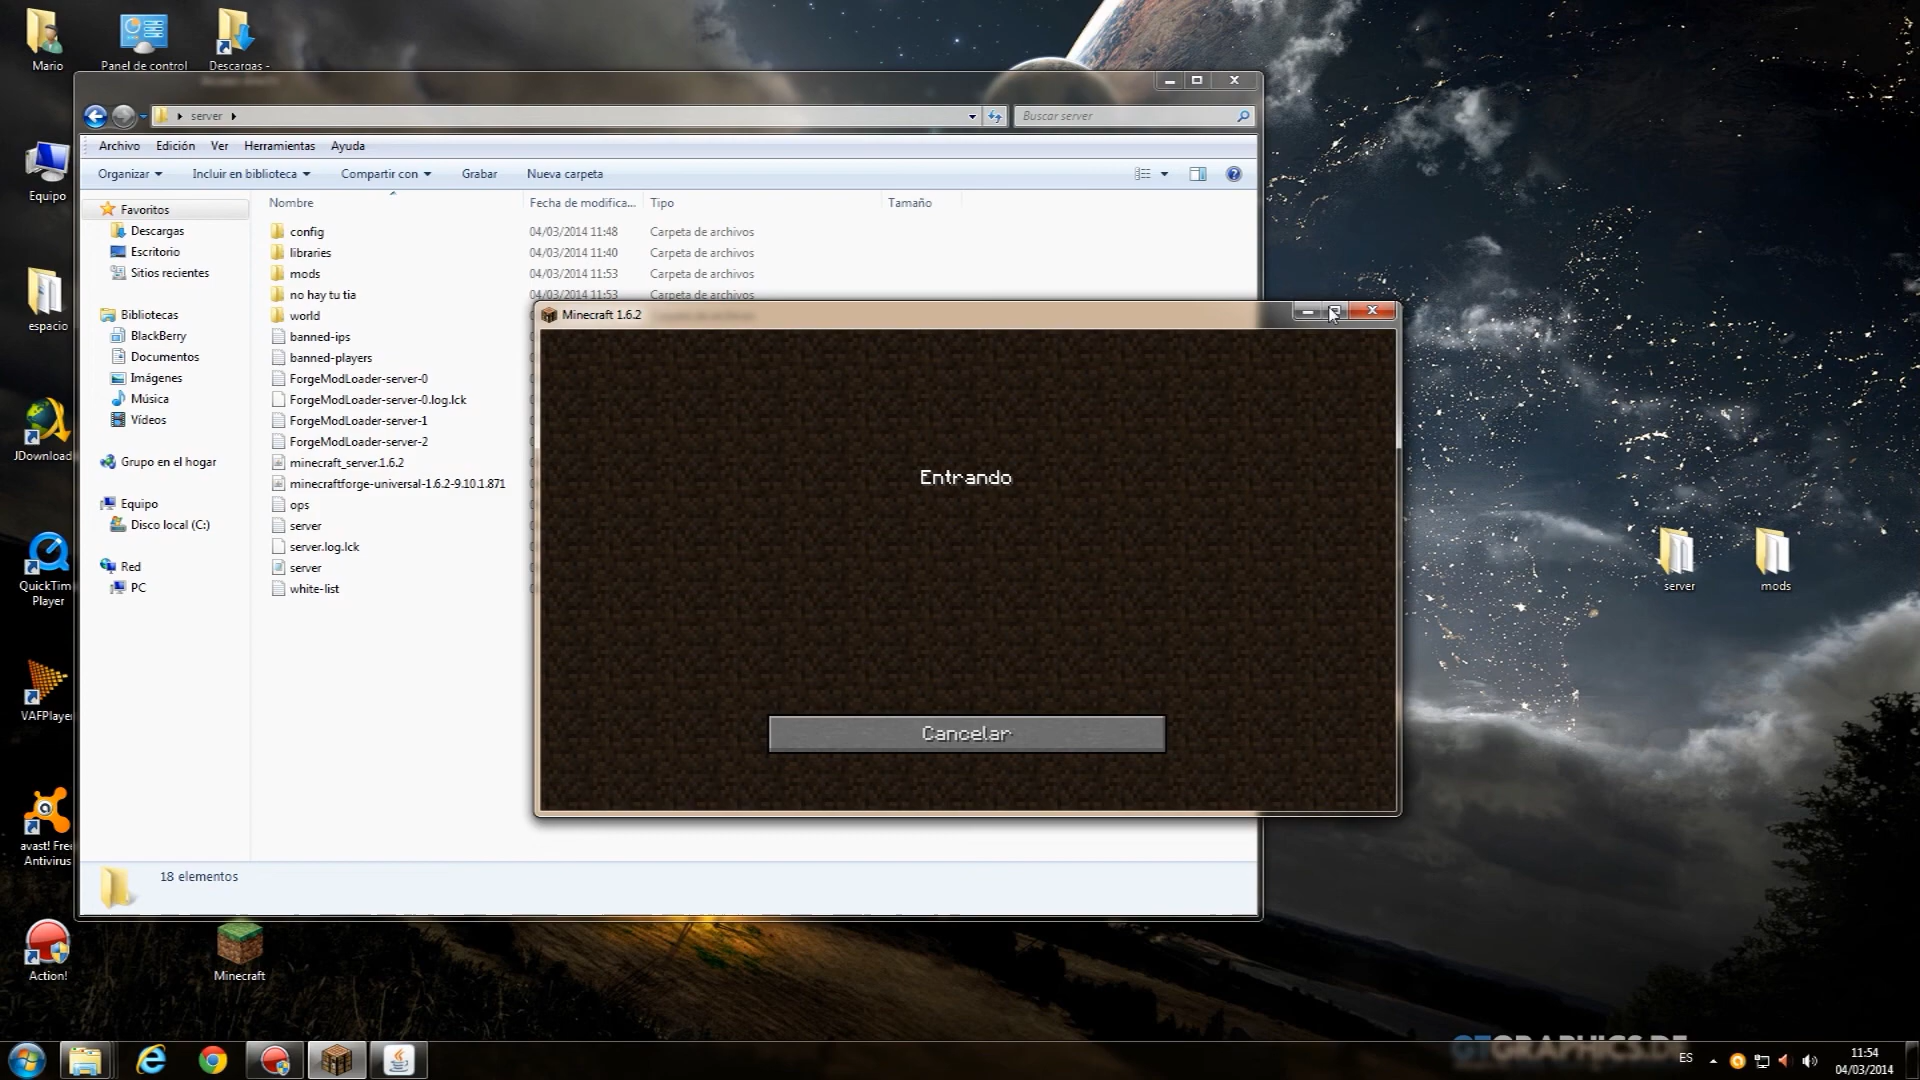 Mario
Panel de control
Descargas -
Equipo
espacio
JDownload
QuickTim
Player
VAFPlaye
avast! Free
Antivirus
Action!
Minecraft
server
Buscar server
Archivo Edición Ver Herramientas Ayuda
Organizar Incluir en biblioteca Compartir con Grabar Nueva carpeta
Nombre Fecha de modifica... Tipo Tamaño
Favoritos
Descargas
Escritorio
Sitios recientes
Bibliotecas
BlackBerry
Documentos
Imágenes
Música
Vídeos
Grupo en el hogar
Equipo
Disco local (C:)
Red
PC
config 04/03/2014 11:48 Carpeta de archivos
libraries 04/03/2014 11:40 Carpeta de archivos
mods 04/03/2014 11:53 Carpeta de archivos
no hay tu tia 04/03/2014 11:53 Carpeta de archivos
world
banned-ips
banned-players
ForgeModLoader-server-0
ForgeModLoader-server-0.log.lck
ForgeModLoader-server-1
ForgeModLoader-server-2
minecraft_server.1.6.2
minecraftforge-universal-1.6.2-9.10.1.871
ops
server
server.log.lck
server
white-list
18 elementos
Minecraft 1.6.2
Entrando
Cancelar
server
mods
GTGRAPHICS.DE
ES
11:54
04/03/2014